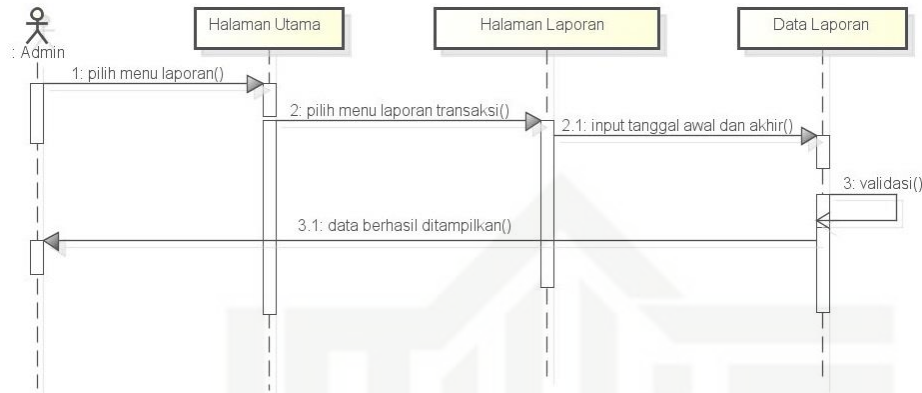 Halaman Utama
Halaman Laporan
Data Laporan
: Admin
1: pilih menu laporan()
2: pilih menu laporan transaksi()
2.1: input tanggal awal dan akhir()
3: validasi()
3.1: data berhasil ditampilkan()